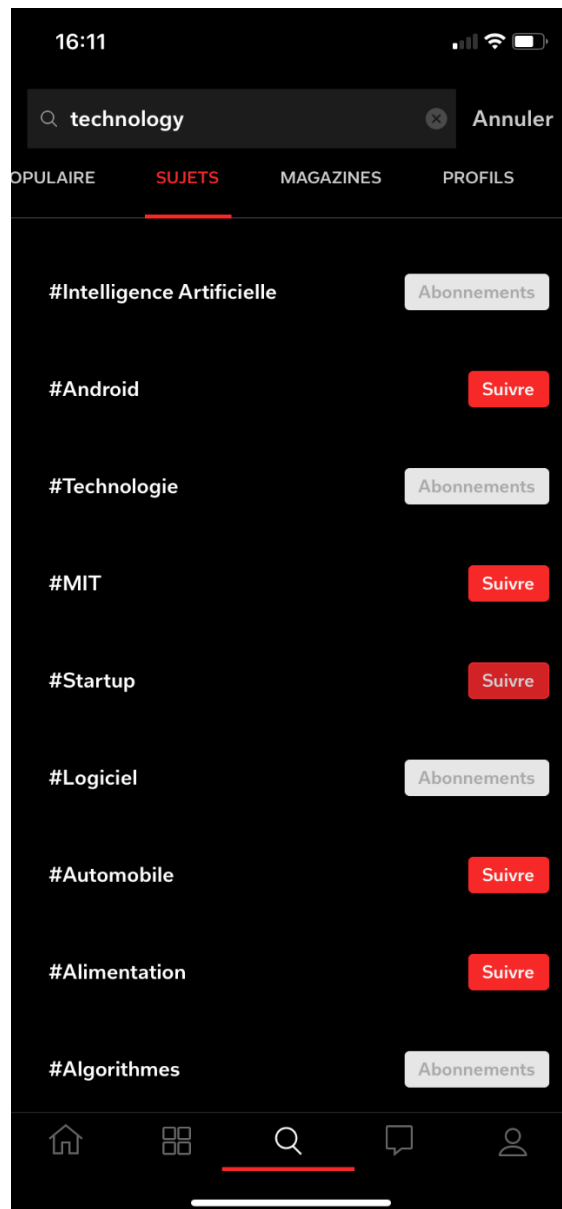 16:11
technology
Annuler
OPULAIRE SUJETS MAGAZINES PROFILS
#Intelligence Artificielle Abonnements
#Android Suivre
#Technologie Abonnements
#MIT Suivre
#Startup Suivre
#Logiciel Abonnements
#Automobile Suivre
#Alimentation Suivre
#Algorithmes Abonnements